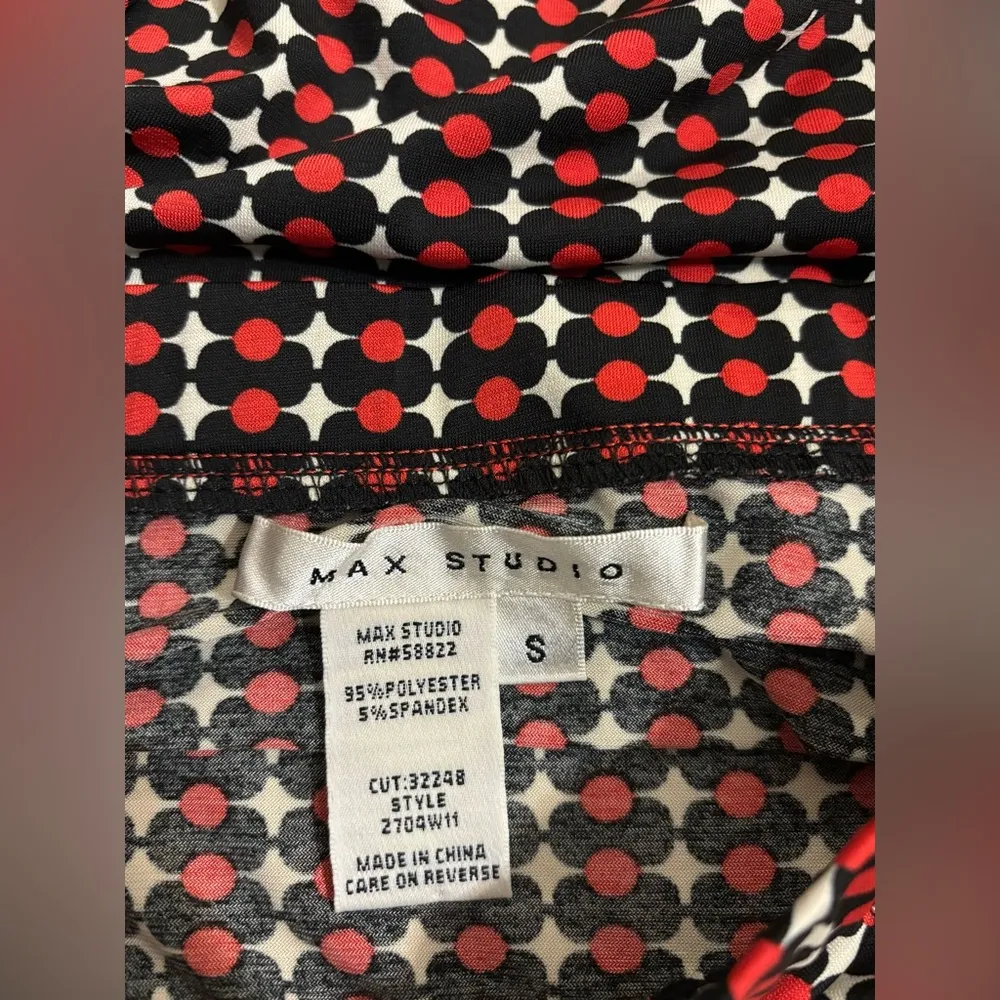 MAX STUDIO
S
MAX STUDIO
RN#58822
95%POLYESTER
5%SPANDEX
CUT:32248
STYLE
2704W11
MADE IN CHINA
CARE ON REVERSE